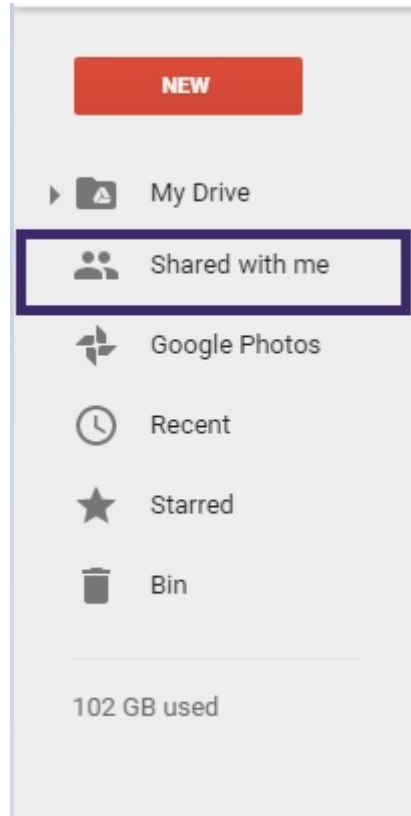 NEW
My Drive
Shared with me
Google Photos
Recent
Starred
Bin
102 GB used